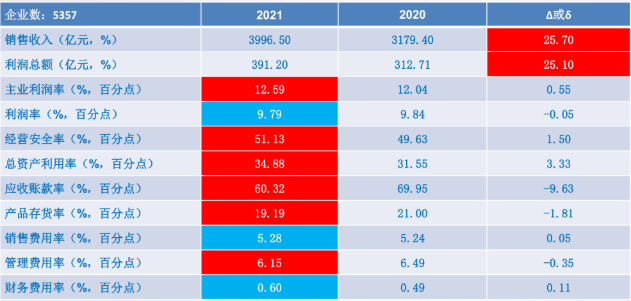 企业数：5357 2021 2020 Δ或δ
销售收入（亿元，%） 3996.50 3179.40 25.70
利润总额（亿元，%） 391.20 312.71 25.10
主业利润率（%，百分点） 12.59 12.04 0.55
利润率（%，百分点） 9.79 9.84 -0.05
经营安全率（%，百分点） 51.13 49.63 1.50
总资产利用率（%，百分点） 34.88 31.55 3.33
应收账款率（%，百分点） 60.32 69.95 -9.63
产品存货率（%，百分点） 19.19 21.00 -1.81
销售费用率（%，百分点） 5.28 5.24 0.05
管理费用率（%，百分点） 6.15 6.49 -0.35
财务费用率（%，百分点） 0.60 0.49 0.11